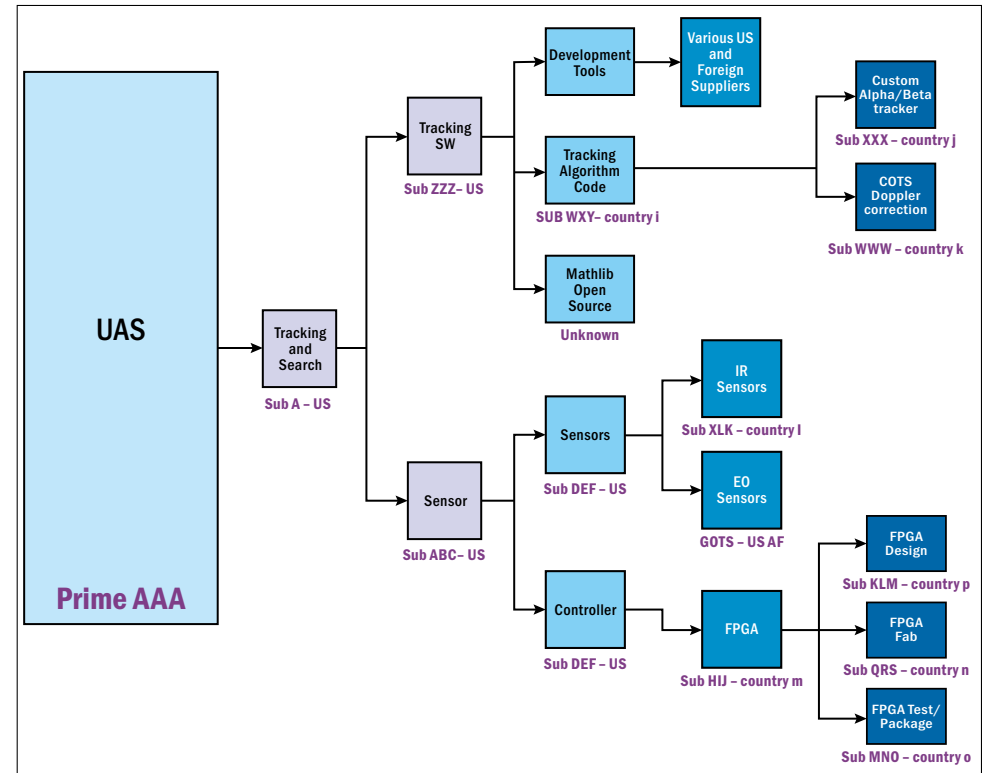 UAS
Prime AAA
Tracking
and
Search
Sub A – US
Tracking
SW
Sub ZZZ– US
Development
Tools
Various US
and
Foreign
Suppliers
Tracking
Algorithm
Code
SUB WXY– country i
Custom
Alpha/Beta
tracker
Sub XXX – country j
COTS
Doppler
correction
Sub WWW – country k
Mathlib
Open
Source
Unknown
Sensor
Sub ABC– US
Sensors
Sub DEF – US
IR
Sensors
Sub XLK – country l
EO
Sensors
GOTS – US AF
Controller
Sub DEF – US
FPGA
Sub HIJ – country m
FPGA
Design
Sub KLM – country p
FPGA
Fab
Sub QRS – country n
FPGA Test/
Package
Sub MNO – country o